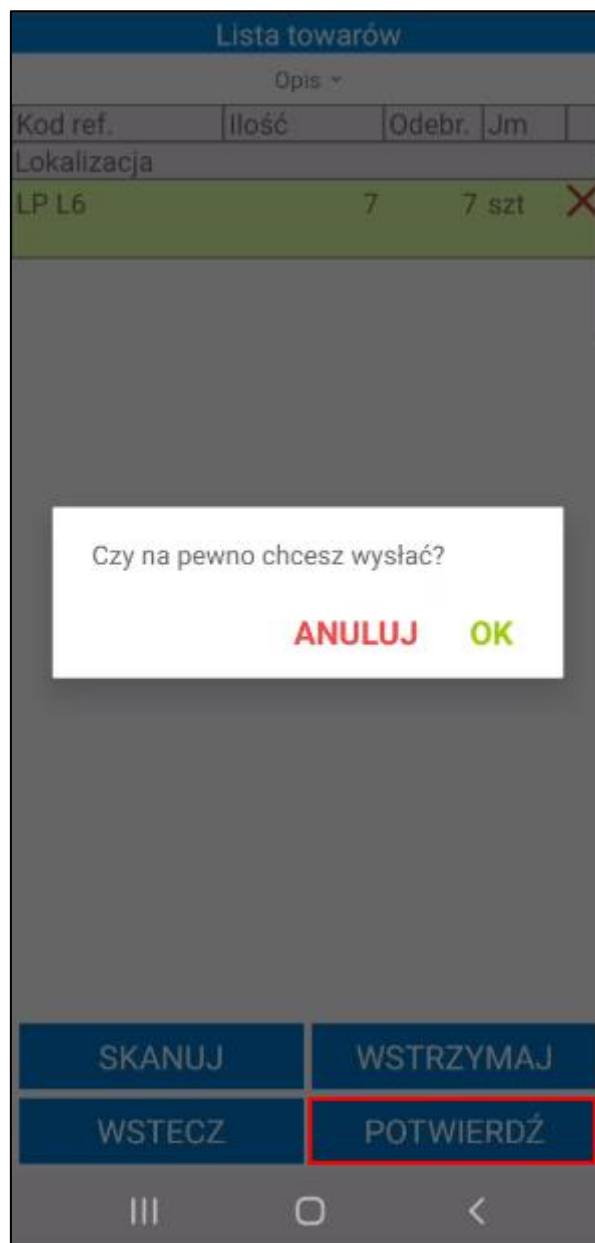 Lista towarów
Opis
Kod ref. Ilość Odebr. Jm
Lokalizacja
LP L6 7 7 szt
Czy na pewno chcesz wysłać?
ANULUJ OK
SKANUJ WSTRZYMAJ
WSTECZ POTWIERDŹ